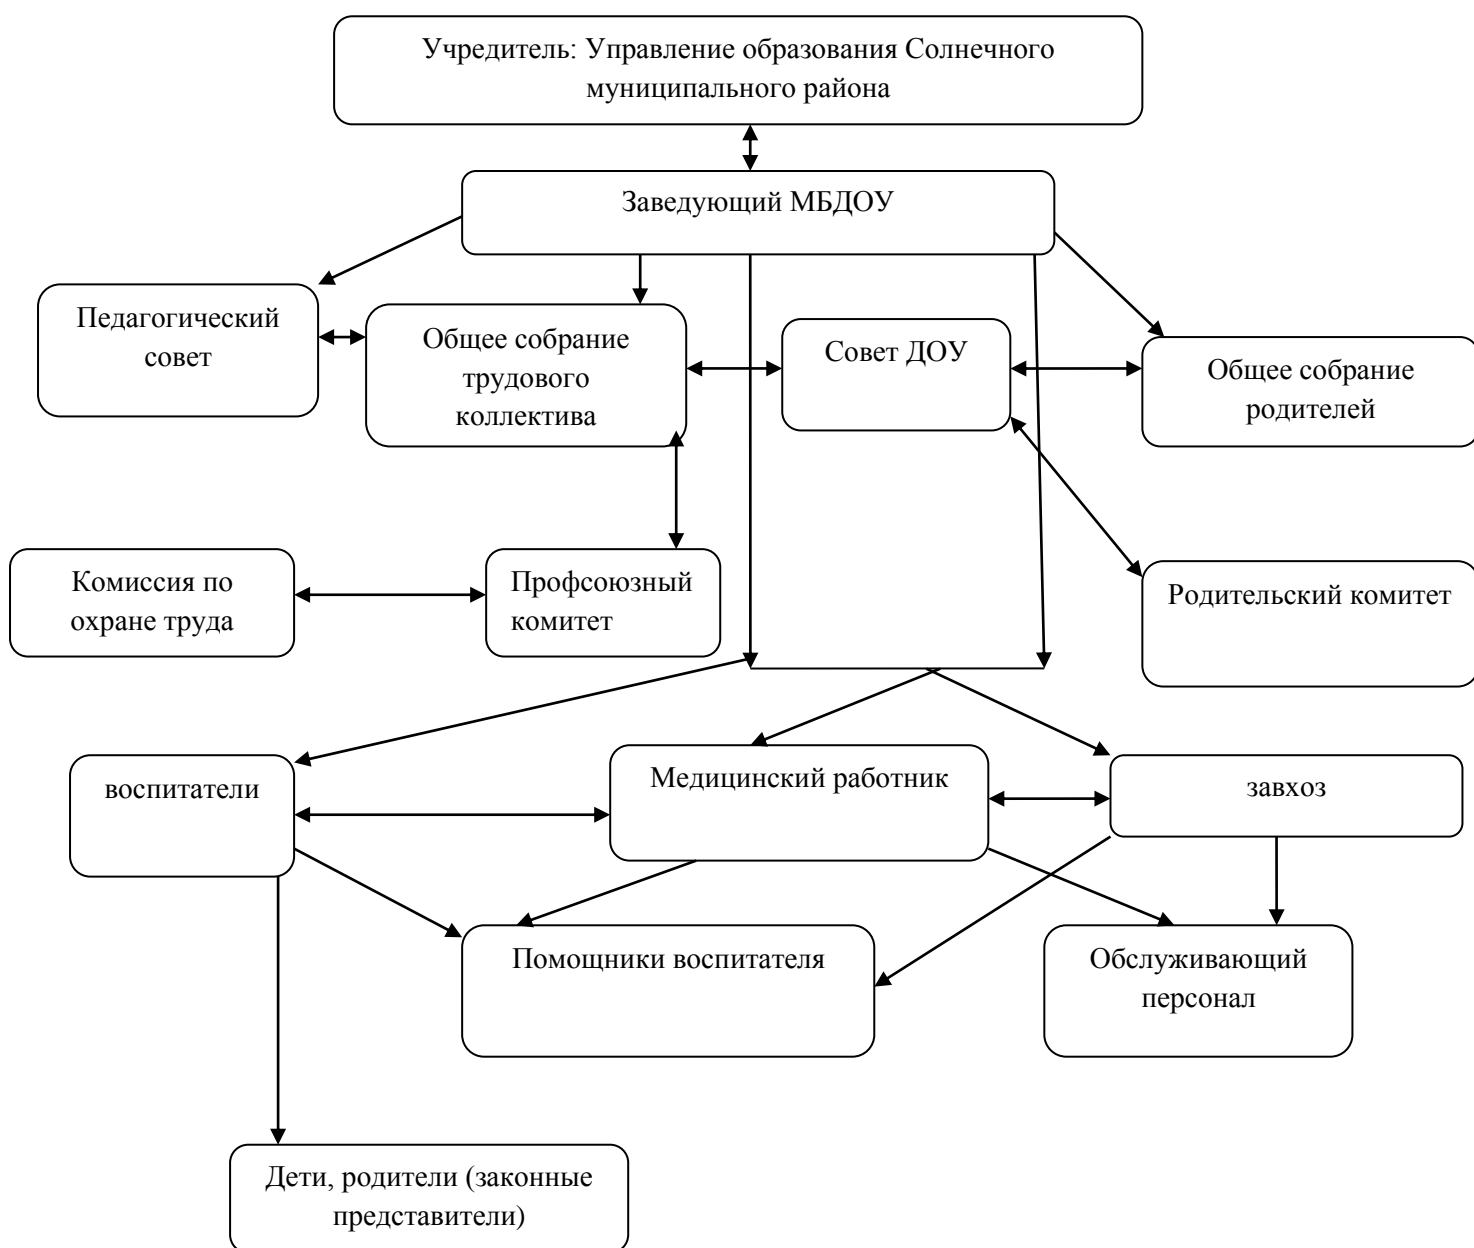 Учредитель: Управление образования Солнечного
муниципального района
Заведующий МБДОУ
Педагогический
совет
Общее собрание
трудового
коллектива
Совет ДОУ
Общее собрание
родителей
Комиссия по
охране труда
Профсоюзный
комитет
Родительский комитет
воспитатели
Медицинский работник
завхоз
Помощники воспитателя
Обслуживающий
персонал
Дети, родители (законные
представители)